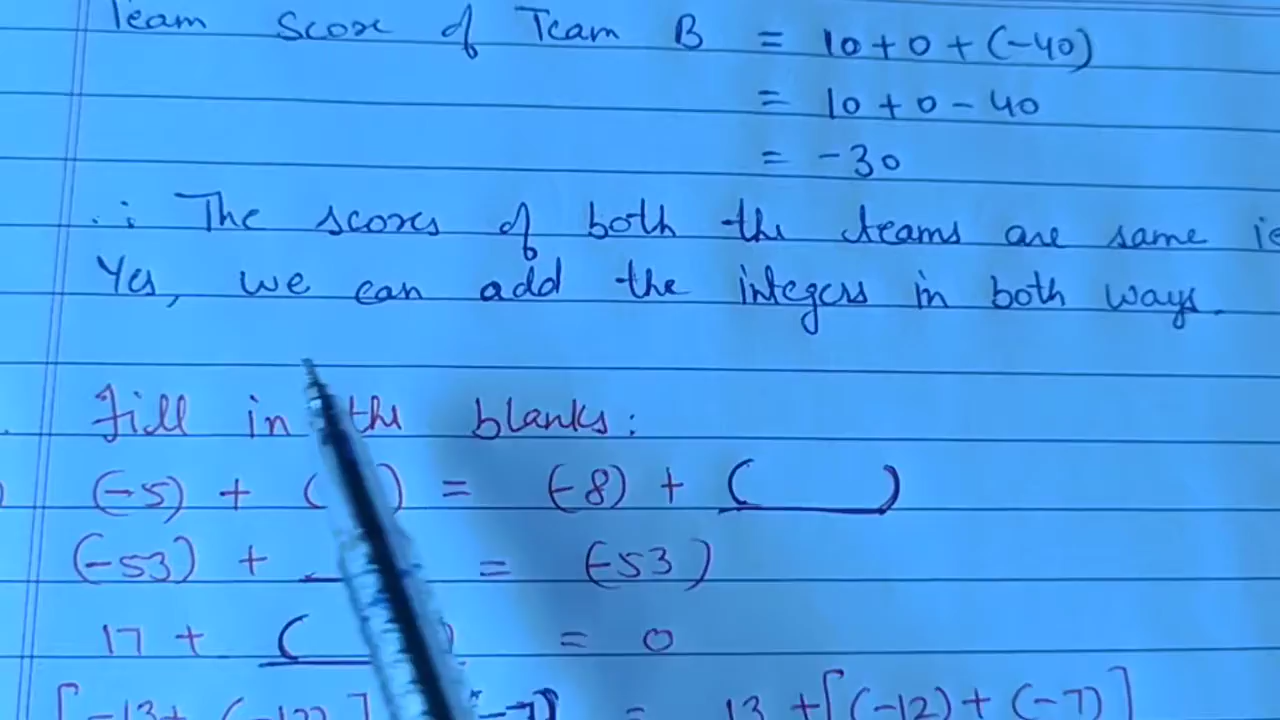 Team Score of Team B = 10 + 0 + (-40)
= 10 + 0 - 40
= -30
∴ The scores of both the teams are same ie
Yes, we can add the integers in both ways.
Fill in the blanks:
(-5) + ( ) = (-8) + ( )
(-53) + __ = (-53)
17 + ( ) = 0
= 13 + [(-12) + (-7)]